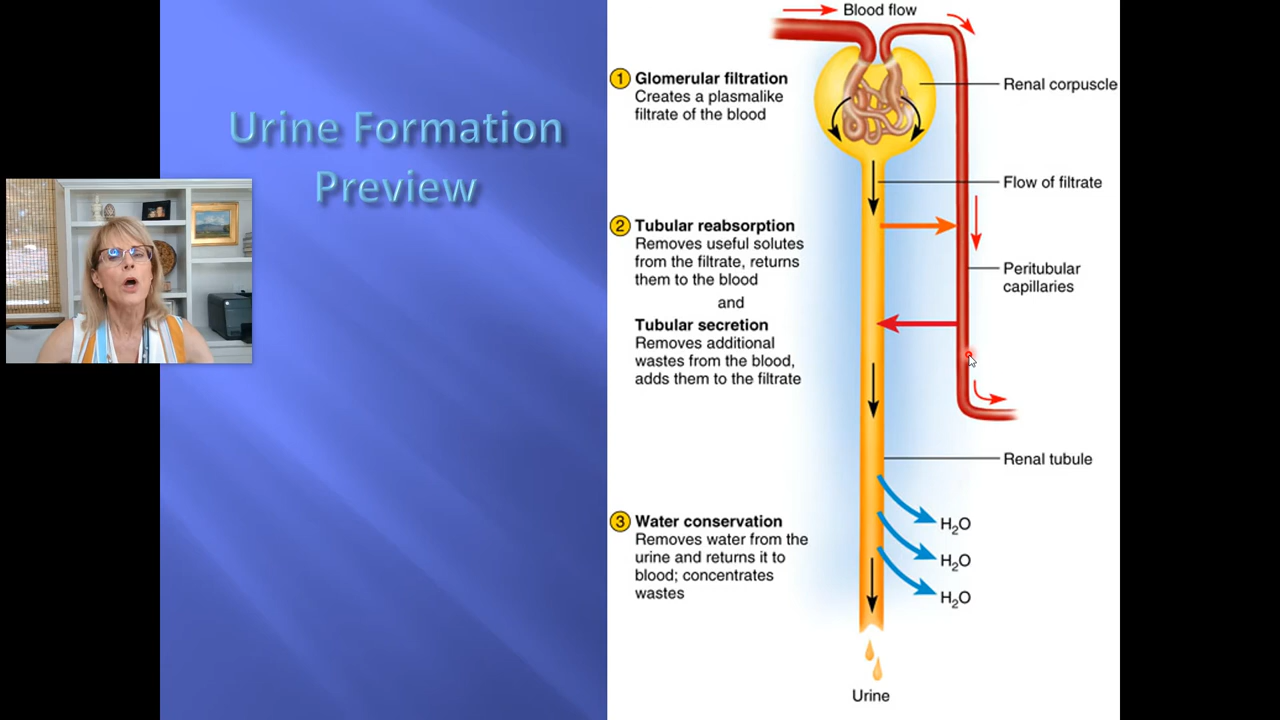 Urine Formation
Preview
Blood flow
1 Glomerular filtration
Creates a plasmalike
filtrate of the blood
Renal corpuscle
Flow of filtrate
2 Tubular reabsorption
Removes useful solutes
from the filtrate, returns
them to the blood
and
Tubular secretion
Removes additional
wastes from the blood,
adds them to the filtrate
Peritubular
capillaries
Renal tubule
3 Water conservation
Removes water from the
urine and returns it to
blood; concentrates
wastes
H₂O
H₂O
H₂O
Urine